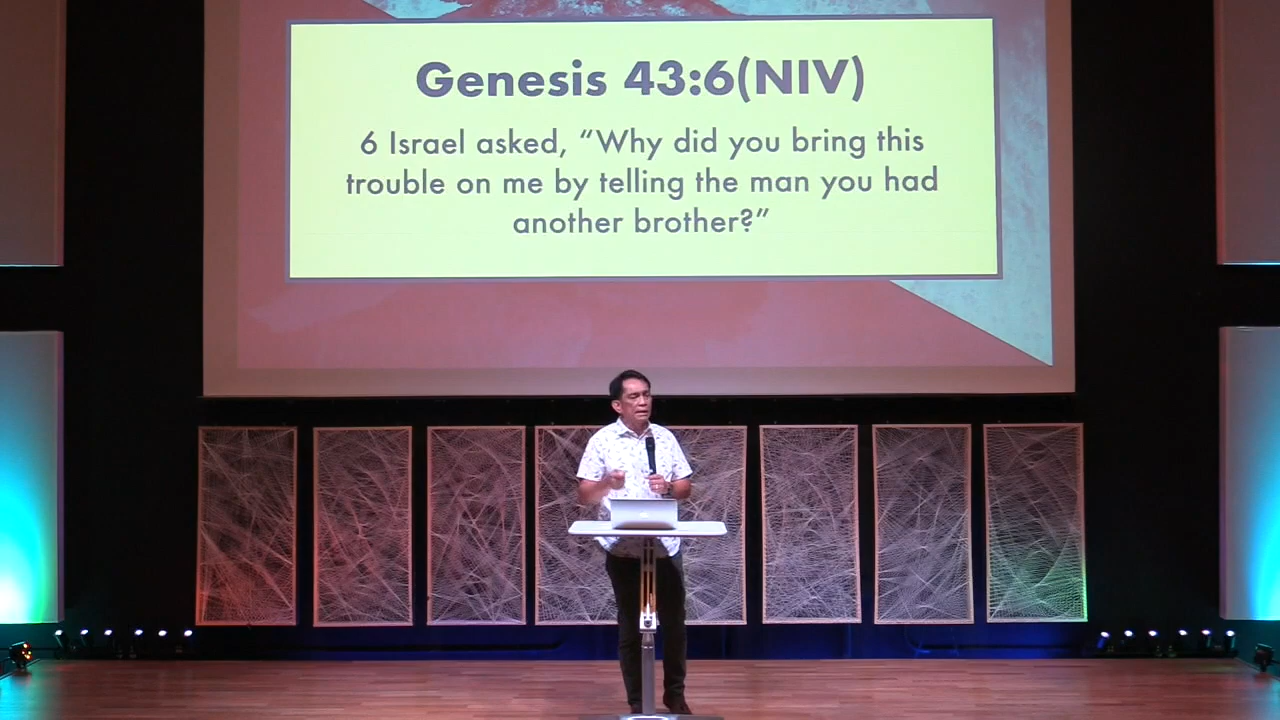 Genesis 43:6(NIV)
6 Israel asked, “Why did you bring this
trouble on me by telling the man you had
another brother?”